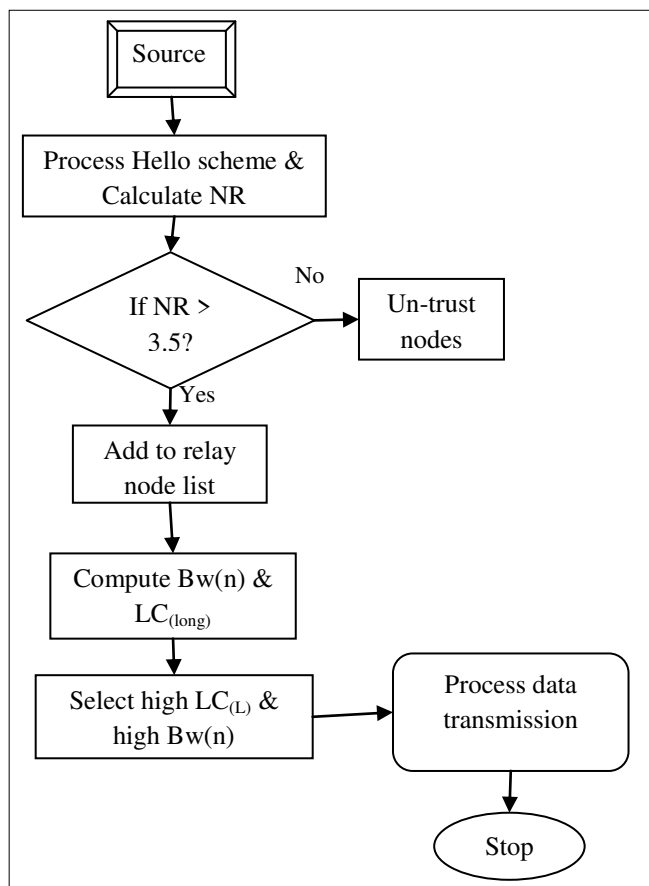 Source
Process Hello scheme &
Calculate NR
If NR >
3.5?
No
Un-trust
nodes
Yes
Add to relay
node list
Compute Bw(n) &
LC(long)
Select high LC(L) &
high Bw(n)
Process data
transmission
Stop